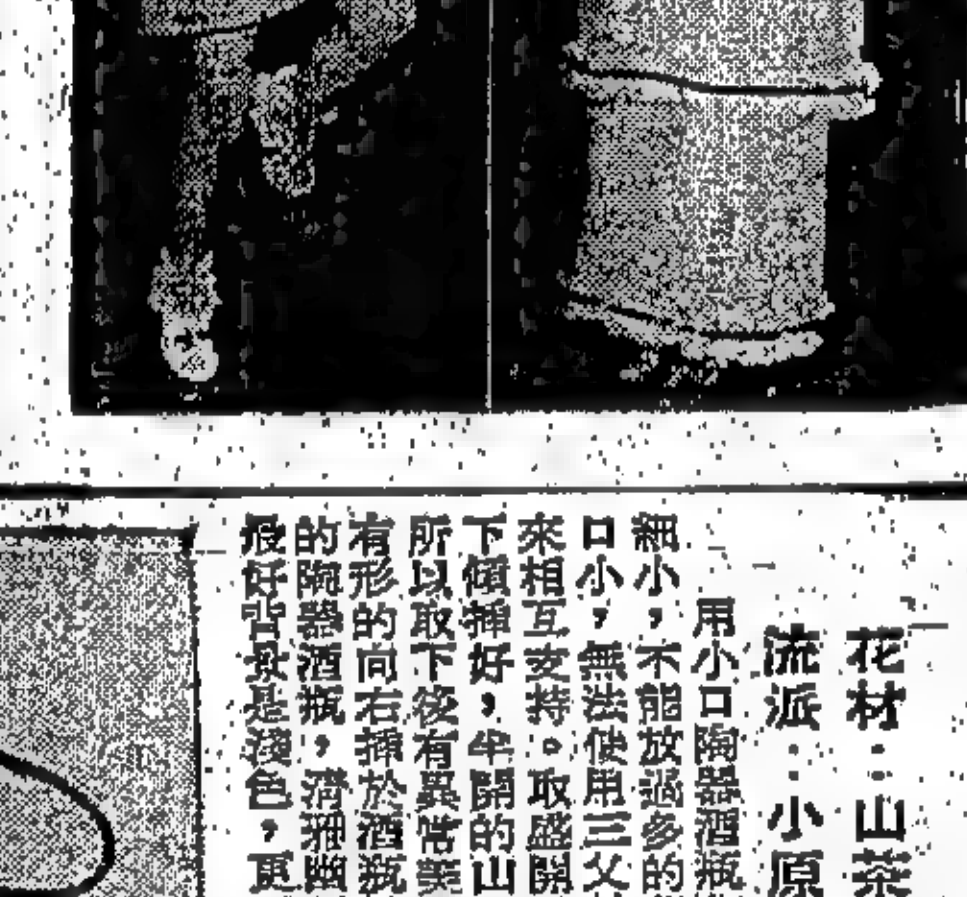 花材：山茶
流派：小原
用小口陶器酒瓶
細小，不能放過多的
口小，無法使用三父
來相互支持。取盛開
下傾插好，半開的山
所以取下後有異常美
有形的向右插於酒瓶
的陶器酒瓶，清雅幽
般好背景是淺色，更